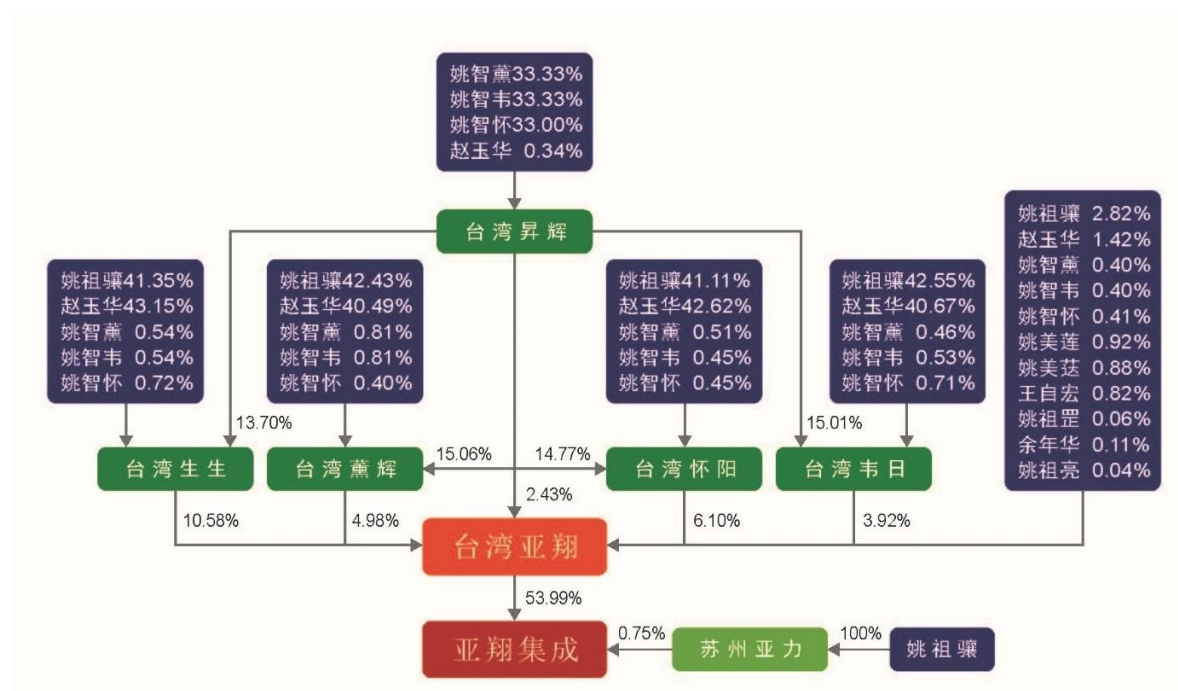 姚智薰33.33%
姚智韦33.33%
姚智怀33.00%
赵玉华 0.34%
台湾昇辉
姚祖骧41.35%
赵玉华43.15%
姚智薰 0.54%
姚智韦 0.54%
姚智怀 0.72%
姚祖骧42.43%
赵玉华40.49%
姚智薰 0.81%
姚智韦 0.81%
姚智怀 0.40%
姚祖骧41.11%
赵玉华42.62%
姚智薰 0.51%
姚智韦 0.45%
姚智怀 0.45%
姚祖骧42.55%
赵玉华40.67%
姚智薰 0.46%
姚智韦 0.53%
姚智怀 0.71%
姚祖骧 2.82%
赵玉华 1.42%
姚智薰 0.40%
姚智韦 0.40%
姚智怀 0.41%
姚美莲 0.92%
姚美莛 0.88%
王自宏 0.82%
姚祖罡 0.06%
余年华 0.11%
姚祖亮 0.04%
13.70%
15.01%
台湾生生
台湾薰辉
15.06%
14.77%
台湾怀阳
台湾韦日
2.43%
10.58%
4.98%
6.10%
3.92%
台湾亚翔
53.99%
亚翔集成
0.75%
苏州亚力
100%
姚祖骧